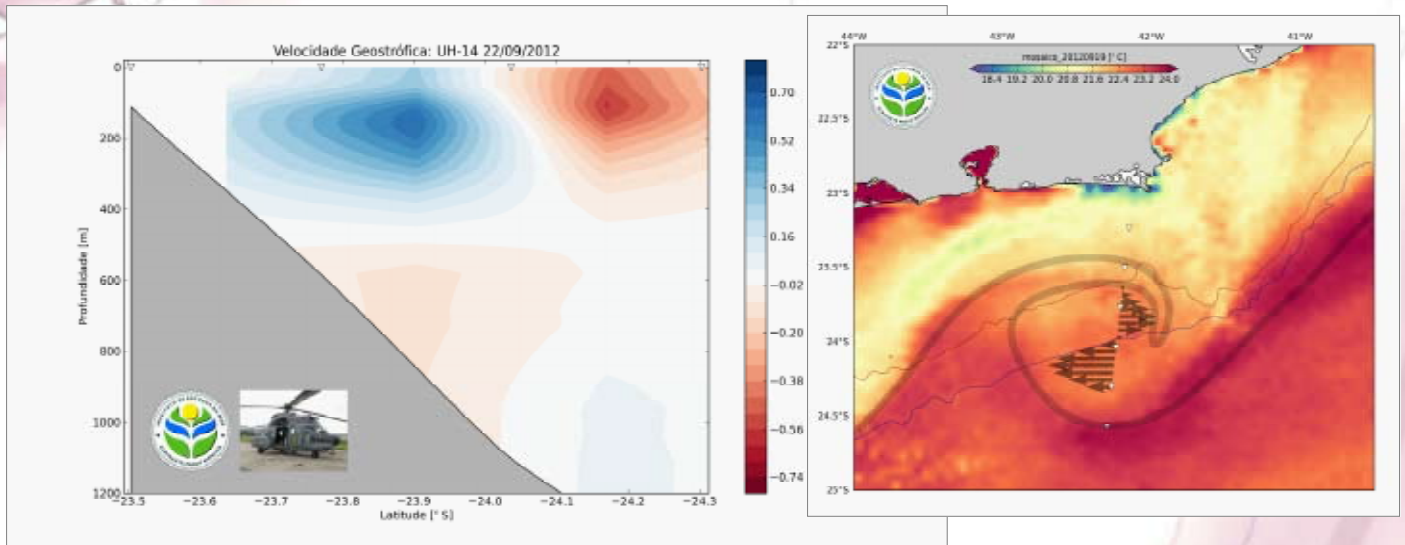 Velocidade Geostrófica: UH-14 22/09/2012
0
200
400
600
800
1000
1200
Profundidade [m]
−23.5 −23.6 −23.7 −23.8 −23.9 −24.0 −24.1 −24.2 −24.3
Latitude [° S]
0.70
0.52
0.34
0.16
−0.02
−0.20
−0.38
−0.56
−0.74
44°W 43°W 42°W 41°W
22°S
22.5°S
23°S
23.5°S
24°S
24.5°S
25°S
mosaico_20120919 [° C]
18.4 19.2 20.0 20.8 21.6 22.4 23.2 24.0